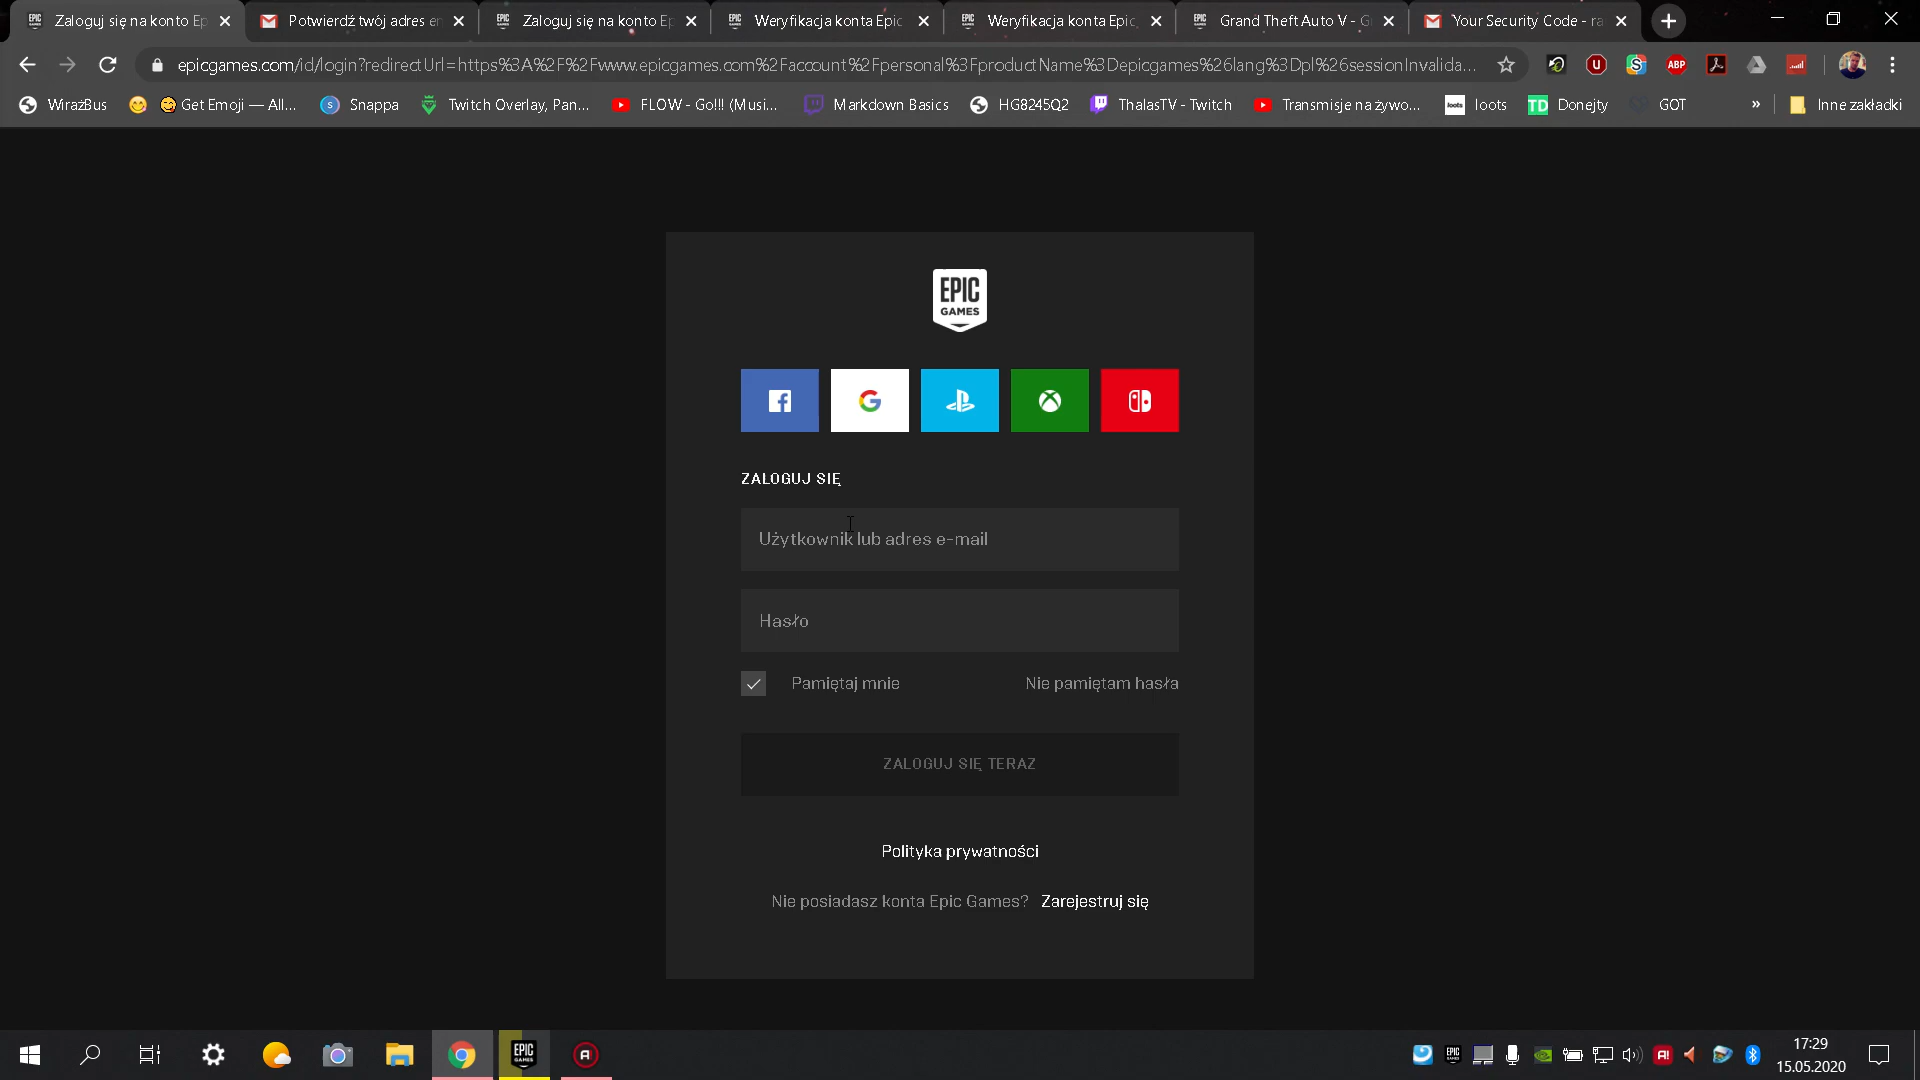 Zaloguj się na konto Ep
Potwierdź twój adres en
Zaloguj się na konto Ep
Weryfikacja konta Epic
Weryfikacja konta Epic
Grand Theft Auto V - G
Your Security Code - ra
epicgames.com/id/login?redirectUrl=https%3A%2F%2Fwww.epicgames.com%2Faccount%2Fpersonal%3FproductName%3Depicgames%26lang%3Dpl%26sessionInvalida...
WirażBus
Get Emoji — All...
Snappa
Twitch Overlay, Pan...
FLOW - Go!!! (Musi...
Markdown Basics
HG8245Q2
ThalasTV - Twitch
Transmisje na żywo...
loots
Donejty
GOT
»
Inne zakładki
EPIC
GAMES
ZALOGUJ SIĘ
Użytkownik lub adres e-mail
Hasło
Pamiętaj mnie
Nie pamiętam hasła
ZALOGUJ SIĘ TERAZ
Polityka prywatności
Nie posiadasz konta Epic Games? Zarejestruj się
17:29
15.05.2020